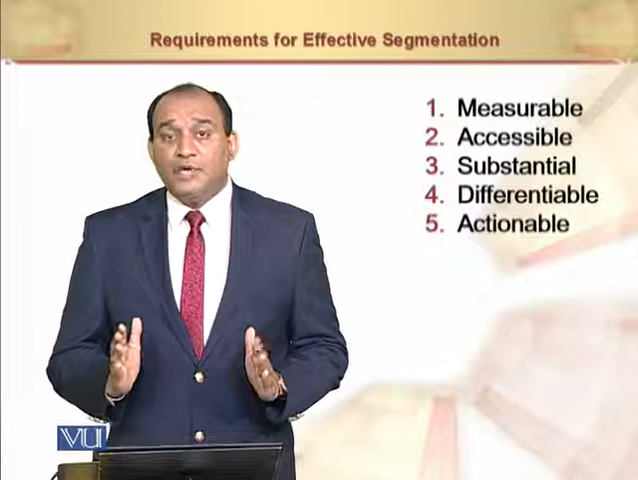 Requirements for Effective Segmentation
1. Measurable
2. Accessible
3. Substantial
4. Differentiable
5. Actionable
VU